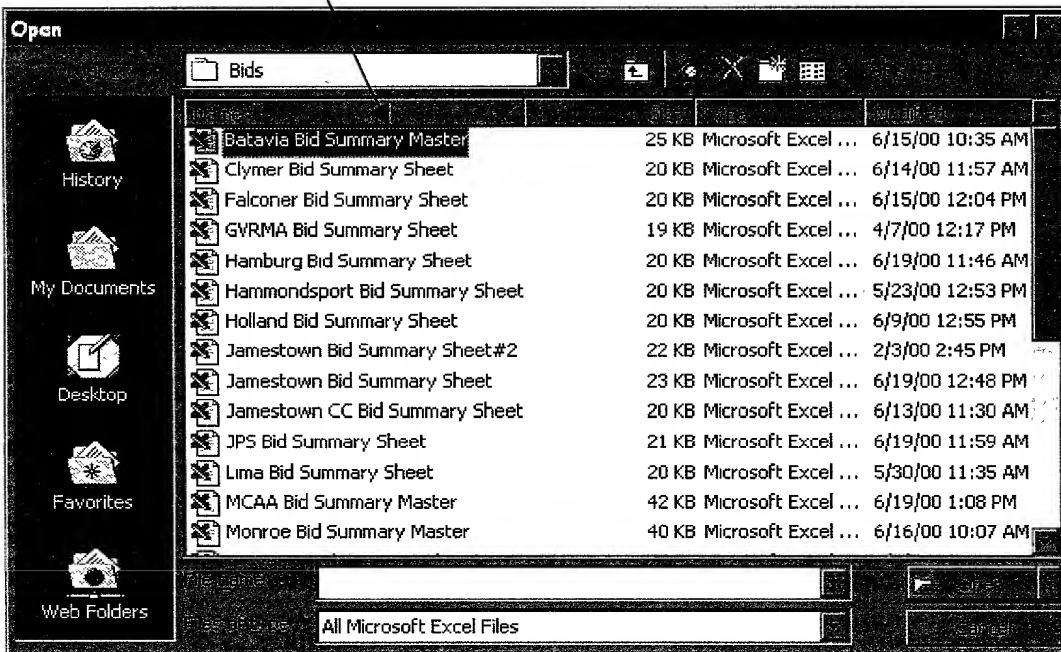 Open
Bids
History
My Documents
Desktop
Favorites
Web Folders
Batavia Bid Summary Master 25 KB Microsoft Excel ... 6/15/00 10:35 AM
Clymer Bid Summary Sheet 20 KB Microsoft Excel ... 6/14/00 11:57 AM
Falconer Bid Summary Sheet 20 KB Microsoft Excel ... 6/15/00 12:04 PM
GVRMA Bid Summary Sheet 19 KB Microsoft Excel ... 4/7/00 12:17 PM
Hamburg Bid Summary Sheet 20 KB Microsoft Excel ... 6/19/00 11:46 AM
Hammondsport Bid Summary Sheet 20 KB Microsoft Excel ... 5/23/00 12:53 PM
Holland Bid Summary Sheet 20 KB Microsoft Excel ... 6/9/00 12:55 PM
Jamestown Bid Summary Sheet#2 22 KB Microsoft Excel ... 2/3/00 2:45 PM
Jamestown Bid Summary Sheet 23 KB Microsoft Excel ... 6/19/00 12:48 PM
Jamestown CC Bid Summary Sheet 20 KB Microsoft Excel ... 6/13/00 11:30 AM
JPS Bid Summary Sheet 21 KB Microsoft Excel ... 6/19/00 11:59 AM
Lima Bid Summary Sheet 20 KB Microsoft Excel ... 5/30/00 11:35 AM
MCAA Bid Summary Master 42 KB Microsoft Excel ... 6/19/00 1:08 PM
Monroe Bid Summary Master 40 KB Microsoft Excel ... 6/16/00 10:07 AM
File name:
All Microsoft Excel Files
Cancel